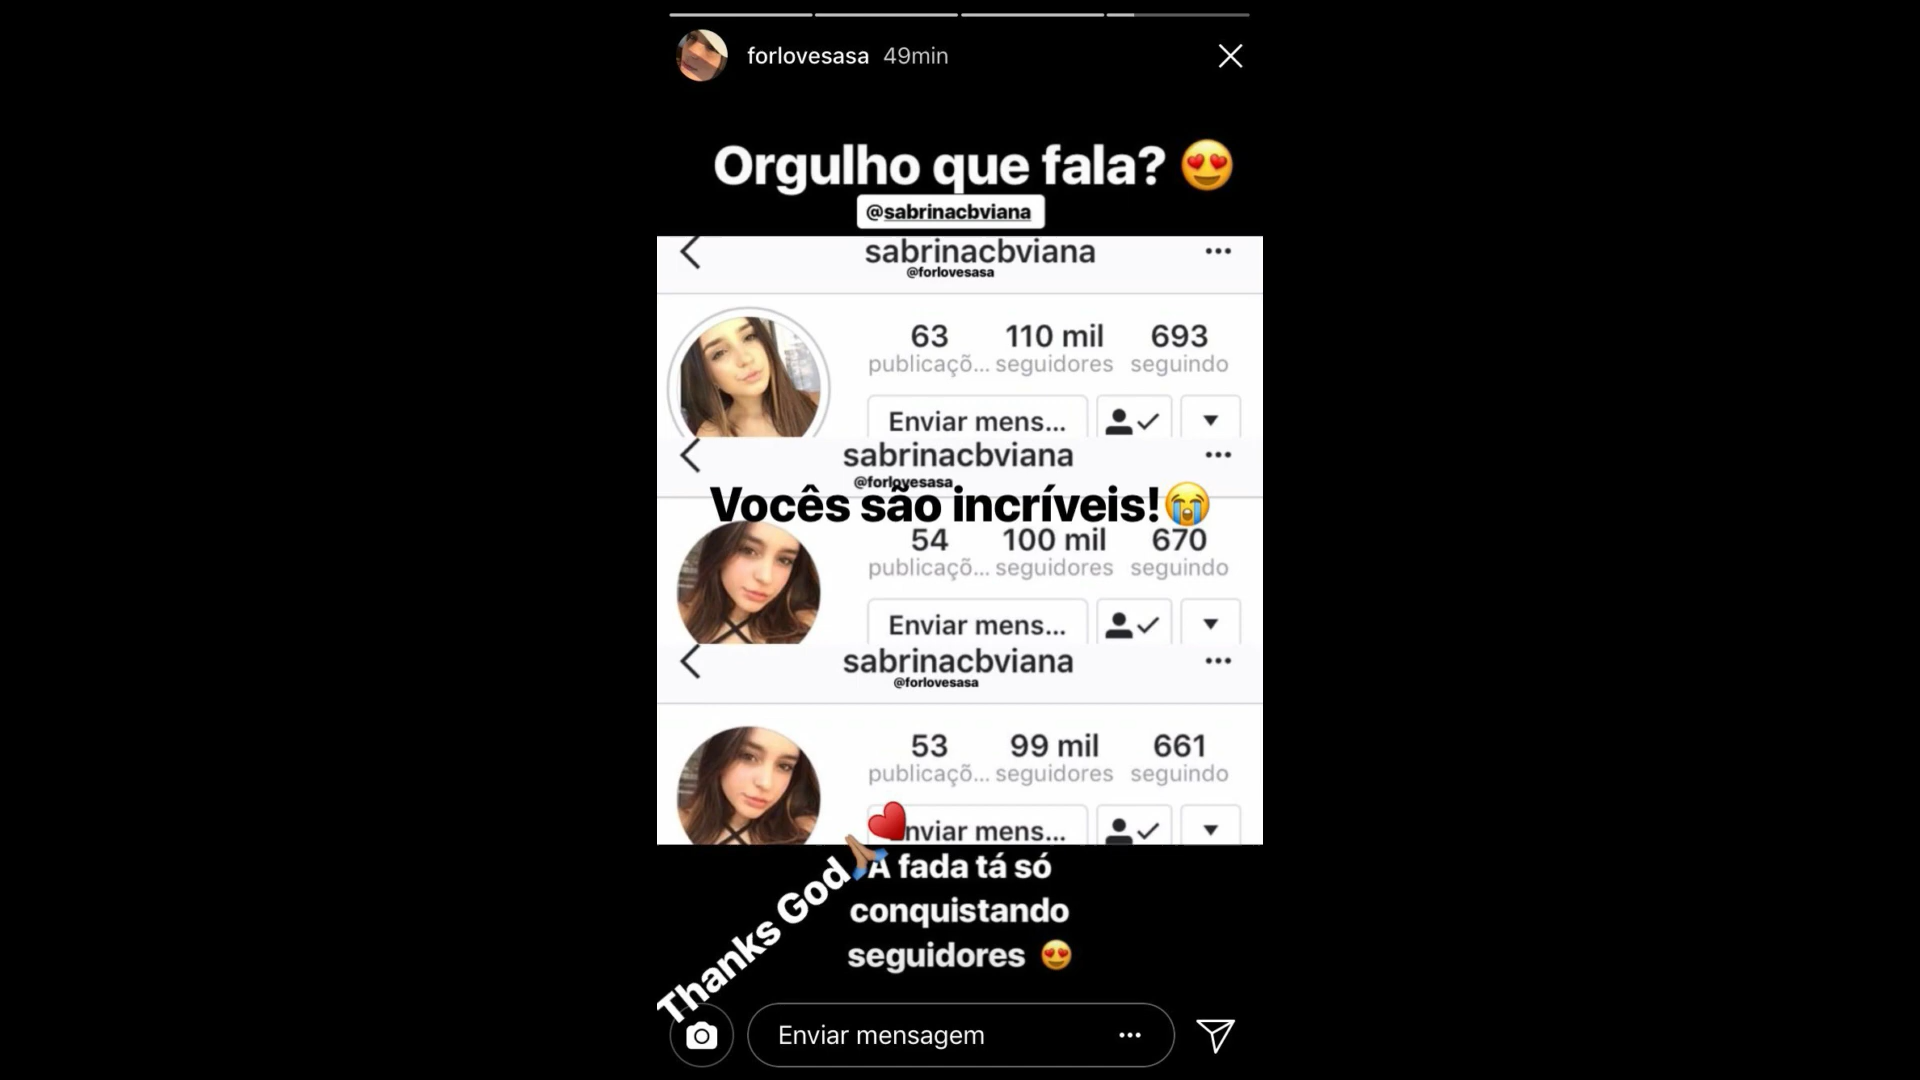 forlovesasa 49min
Orgulho que fala? 😍
@sabrinacbviana
sabrinacbviana
@forlovesasa
63 110 mil 693
publicaçõ... seguidores seguindo
Enviar mens...
sabrinacbviana
@forlovesasa
Vocês são incríveis!😭
54 100 mil 670
publicaçõ... seguidores seguindo
Enviar mens...
sabrinacbviana
@forlovesasa
53 99 mil 661
publicaçõ... seguidores seguindo
nviar mens...
Thanks God🙏🏽
A fada tá só
conquistando
seguidores 😍
Enviar mensagem